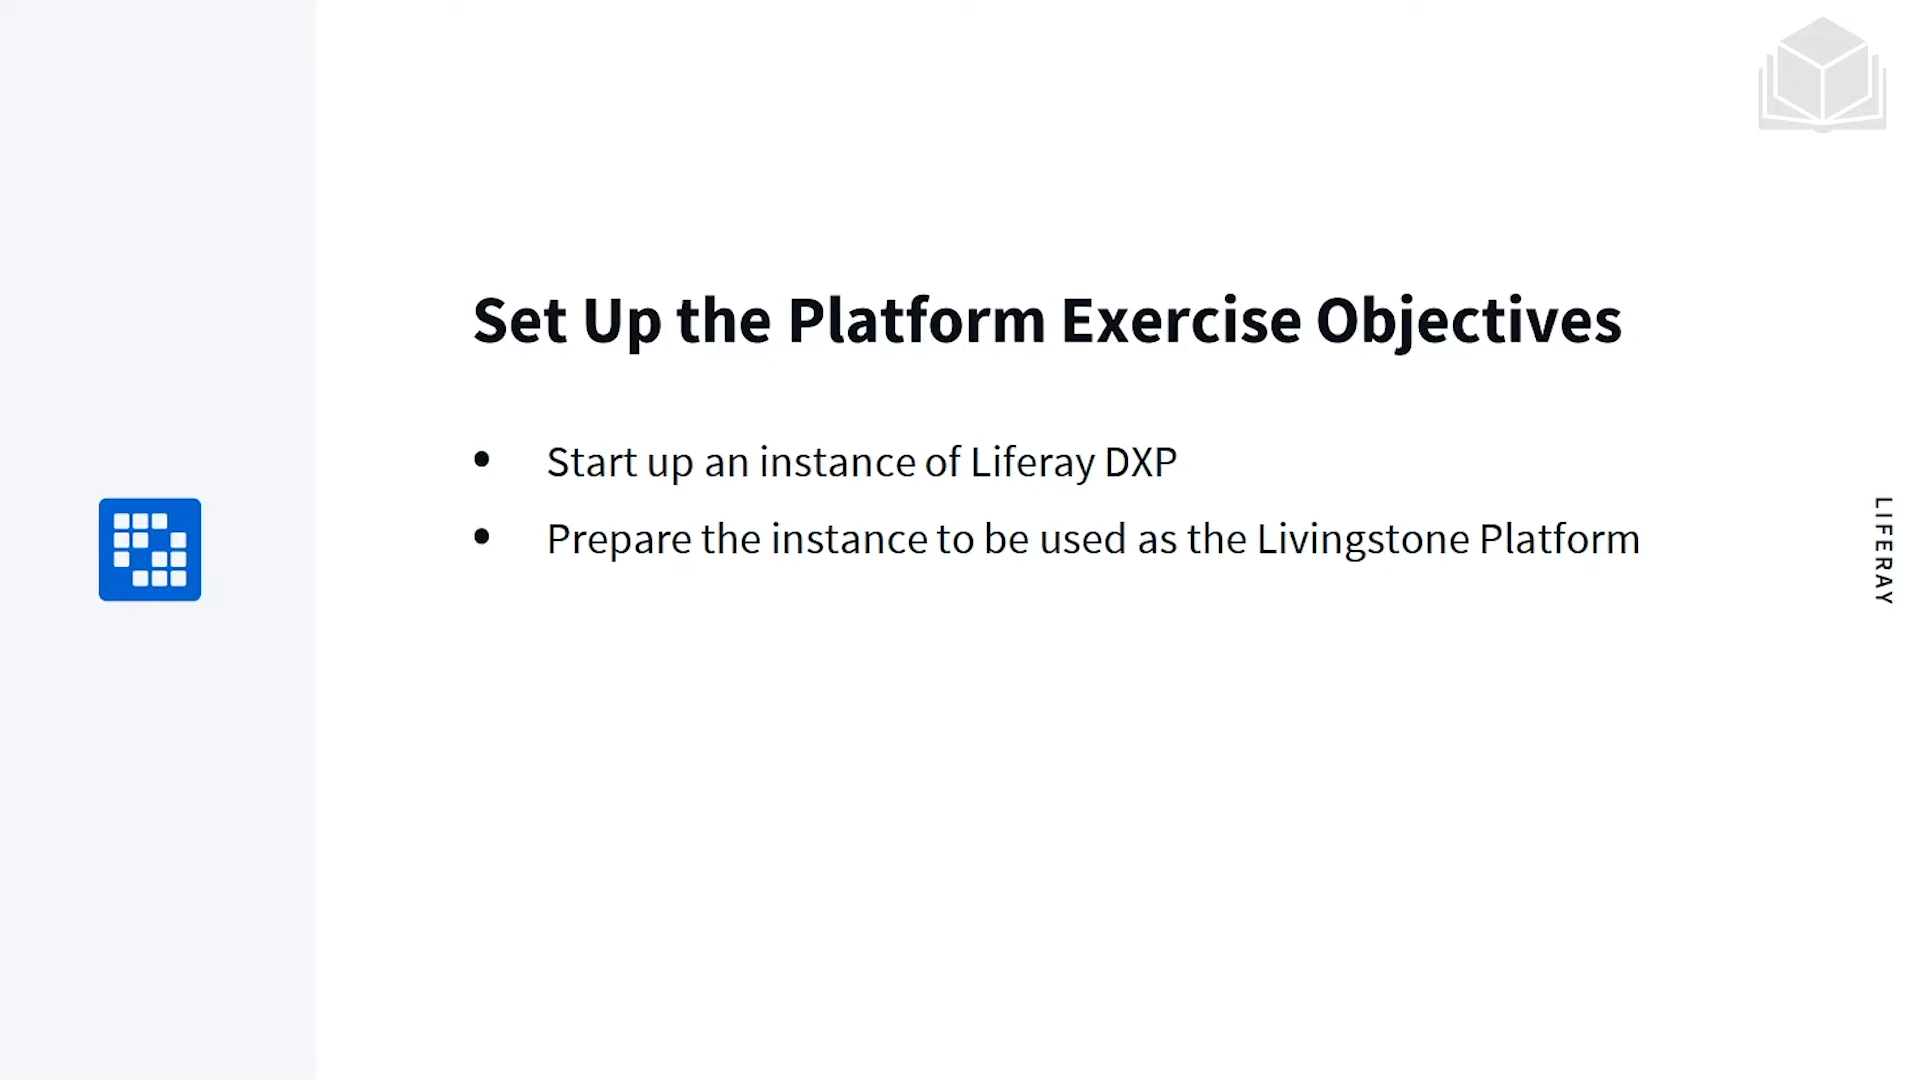 Set Up the Platform Exercise Objectives
• Start up an instance of Liferay DXP
• Prepare the instance to be used as the Livingstone Platform
LIFERAY